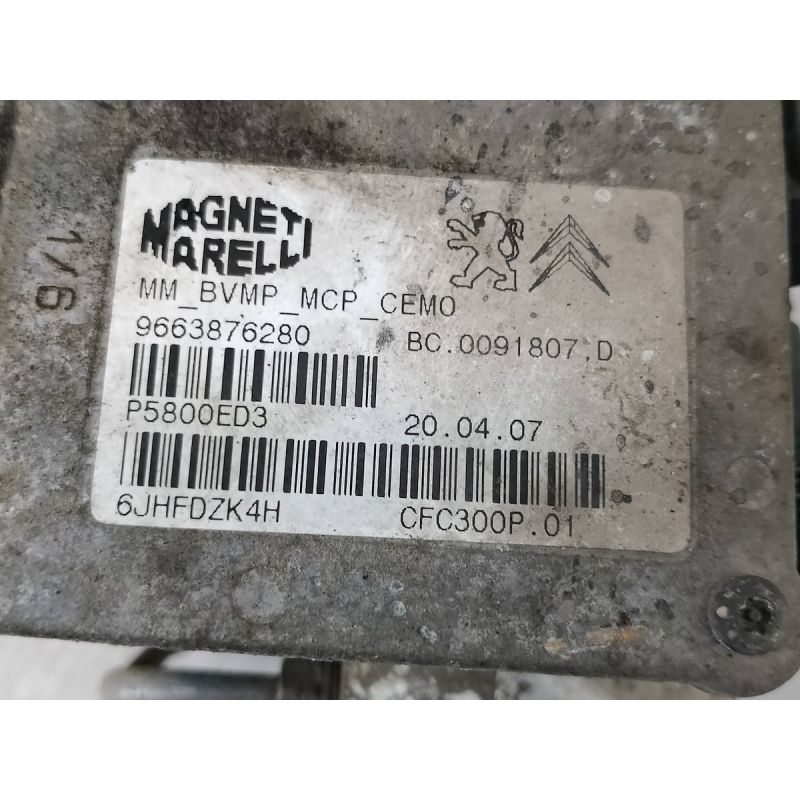 MAGNETI
MARELLI
MM_BVMP_MCP_CEMO
9663876280 BC.0091807.D
P5800ED3 20.04.07
6JHFDZK4H CFC300P.01
1/6